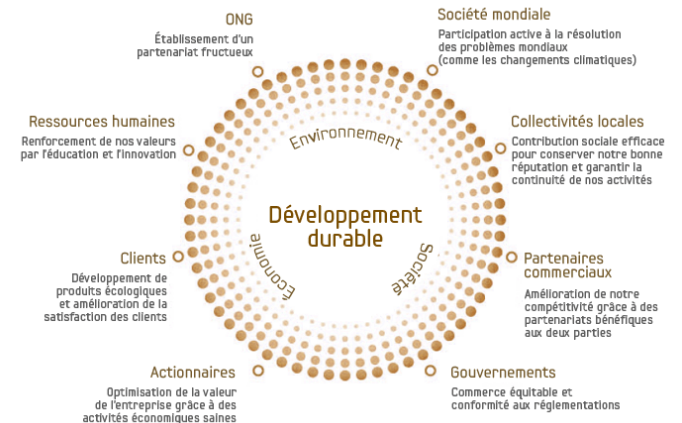 ONG
Établissement d'un
partenariat fructueux
Société mondiale
Participation active à la résolution
des problèmes mondiaux
(comme les changements climatiques)
Ressources humaines
Renforcement de nos valeurs
par l'éducation et l'innovation
Collectivités locales
Contribution sociale efficace
pour conserver notre bonne
réputation et garantir la
continuité de nos activités
Environnement
Développement
durable
Économie
Société
Clients
Développement de
produits écologiques
et amélioration de la
satisfaction des clients
Partenaires
commerciaux
Amélioration de notre
compétitivité grâce à des
partenariats bénéfiques
aux deux parties
Actionnaires
Optimisation de la valeur
de l'entreprise grâce à des
activités économiques saines
Gouvernements
Commerce équitable et
conformité aux réglementations